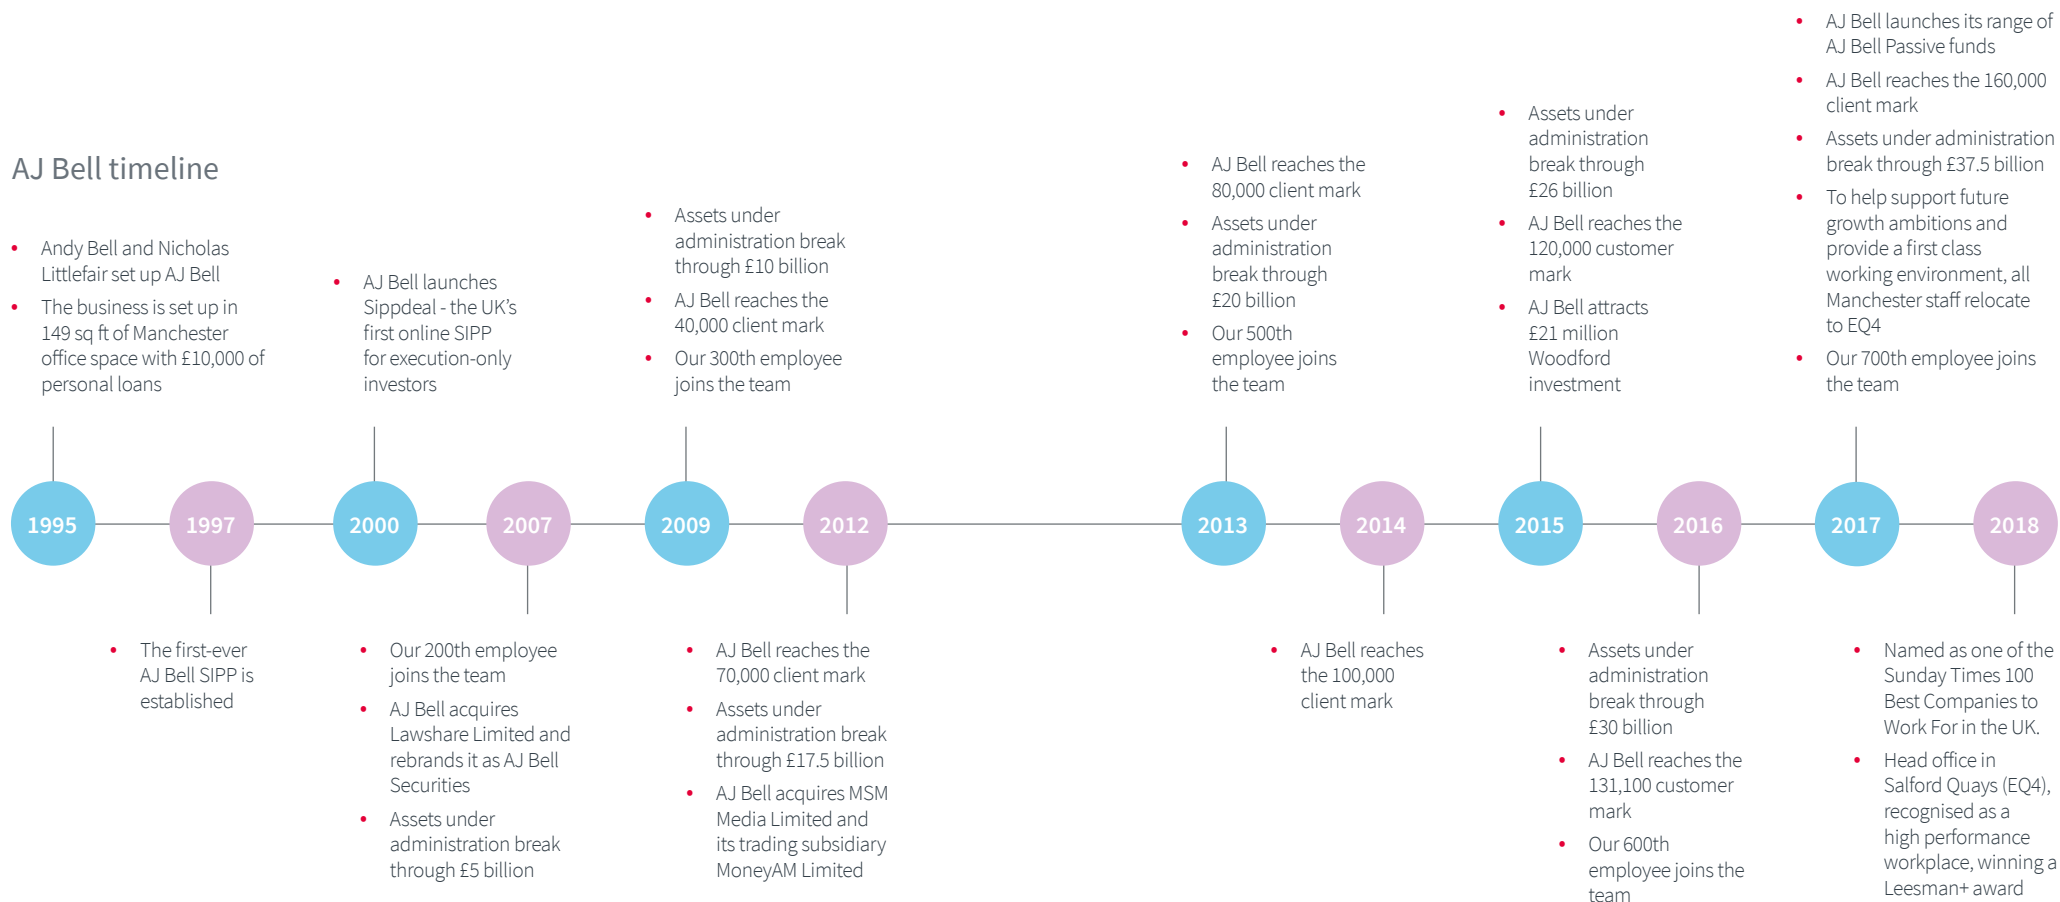 AJ Bell timeline
• Andy Bell and Nicholas
Littlefair set up AJ Bell
• The business is set up in
149 sq ft of Manchester
office space with £10,000 of
personal loans
1995
1997
• The first-ever
AJ Bell SIPP is
established
• AJ Bell launches
Sippdeal - the UK's
first online SIPP
for execution-only
investors
2000
2007
• Our 200th employee
joins the team
• AJ Bell acquires
Lawshare Limited and
rebrands it as AJ Bell
Securities
• Assets under
administration break
through £5 billion
• Assets under
administration break
through £10 billion
• AJ Bell reaches the
40,000 client mark
• Our 300th employee
joins the team
2009
2012
• AJ Bell reaches the
70,000 client mark
• Assets under
administration break
through £17.5 billion
• AJ Bell acquires MSM
Media Limited and
its trading subsidiary
MoneyAM Limited
• AJ Bell reaches the
80,000 client mark
• Assets under
administration
break through
£20 billion
• Our 500th
employee joins
the team
2013
2014
• AJ Bell reaches
the 100,000
client mark
• Assets under
administration
break through
£26 billion
• AJ Bell reaches the
120,000 customer
mark
• AJ Bell attracts
£21 million
Woodford
investment
2015
2016
• Assets under
administration
break through
£30 billion
• AJ Bell reaches the
131,100 customer
mark
• Our 600th
employee joins the
team
• AJ Bell launches its range of
AJ Bell Passive funds
• AJ Bell reaches the 160,000
client mark
• Assets under administration
break through £37.5 billion
• To help support future
growth ambitions and
provide a first class
working environment, all
Manchester staff relocate
to EQ4
• Our 700th employee joins
the team
2017
2018
• Named as one of the
Sunday Times 100
Best Companies to
Work For in the UK.
• Head office in
Salford Quays (EQ4),
recognised as a
high performance
workplace, winning a
Leesman+ award